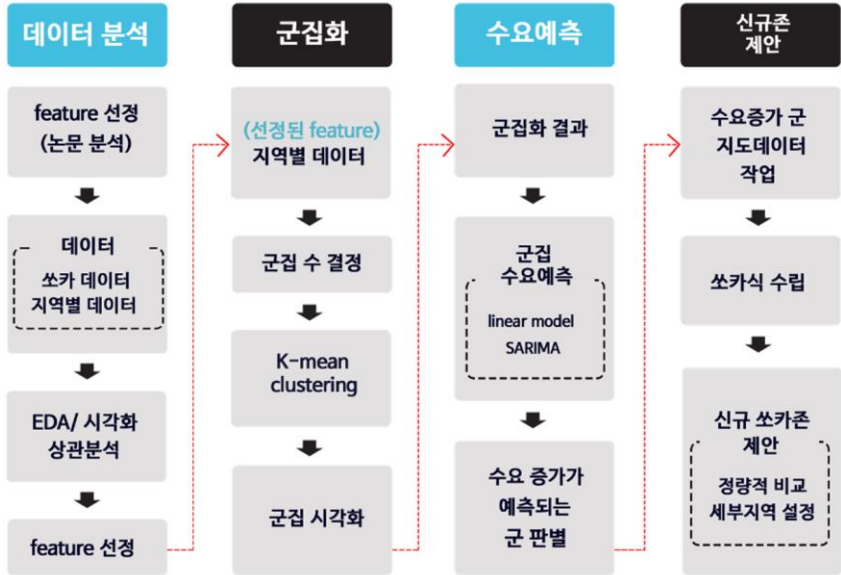 데이터 분석
feature 선정
(논문 분석)
데이터
쏘카 데이터
지역별 데이터
EDA/ 시각화
상관분석
feature 선정
군집화
(선정된 feature)
지역별 데이터
군집 수 결정
K-mean
clustering
군집 시각화
수요예측
군집화 결과
군집
수요예측
linear model
SARIMA
수요 증가가
예측되는
군 판별
신규존
제안
수요증가 군
지도데이터
작업
쏘카식 수립
신규 쏘카존
제안
정량적 비교
세부지역 설정